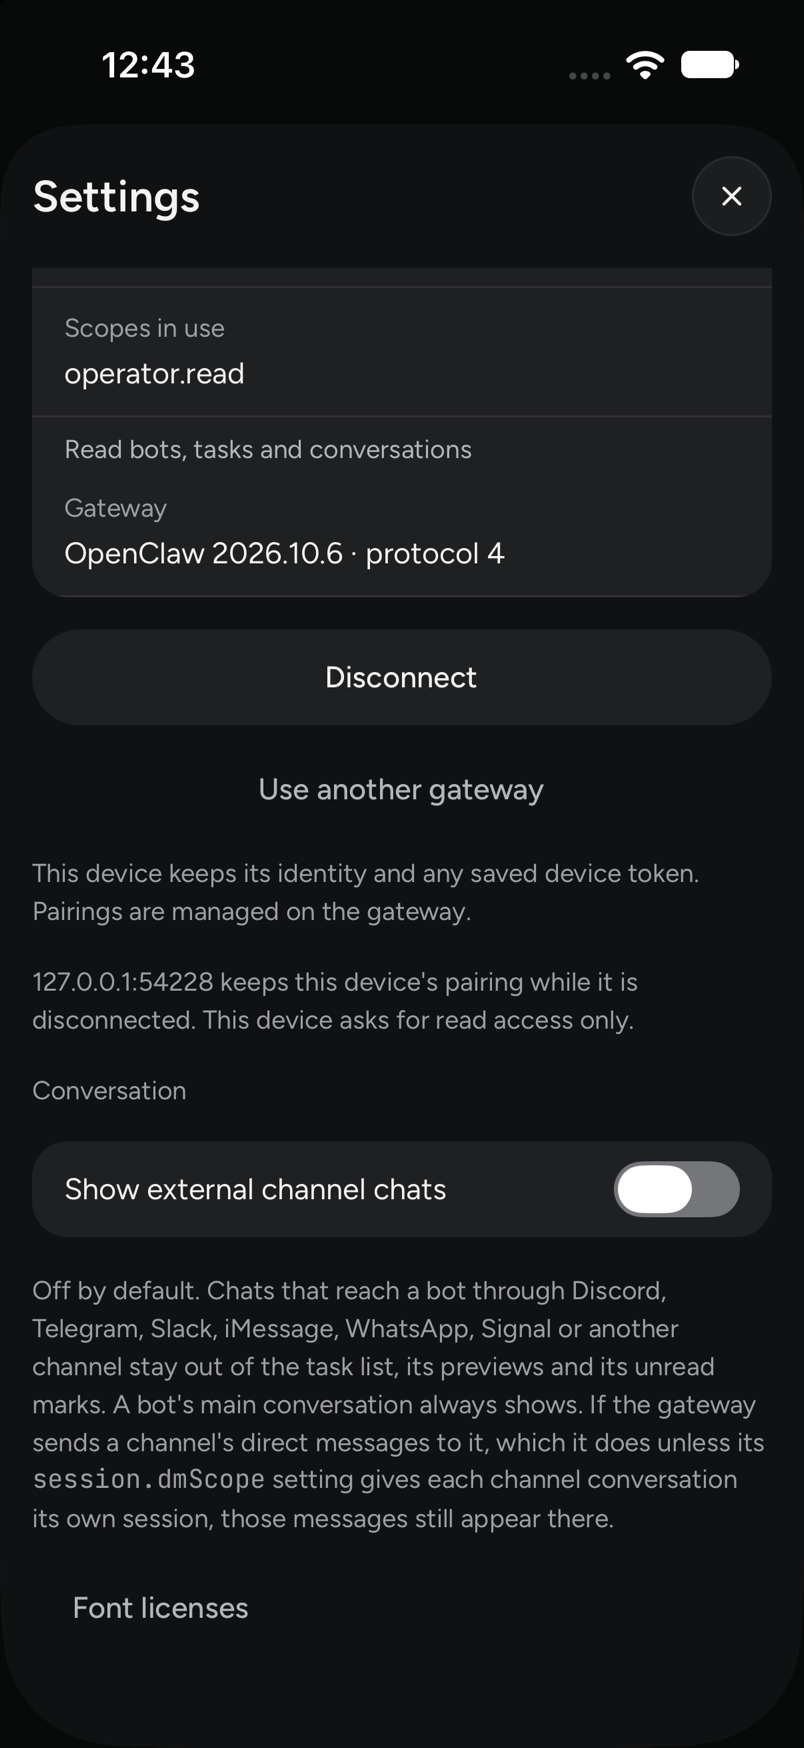 12:43
Settings
Scopes in use
operator.read
Read bots, tasks and conversations
Gateway
OpenClaw 2026.10.6 · protocol 4
Disconnect
Use another gateway
This device keeps its identity and any saved device token.
Pairings are managed on the gateway.
127.0.0.1:54228 keeps this device's pairing while it is
disconnected. This device asks for read access only.
Conversation
Show external channel chats
Off by default. Chats that reach a bot through Discord,
Telegram, Slack, iMessage, WhatsApp, Signal or another
channel stay out of the task list, its previews and its unread
marks. A bot's main conversation always shows. If the gateway
sends a channel's direct messages to it, which it does unless its
session.dmScope setting gives each channel conversation
its own session, those messages still appear there.
Font licenses